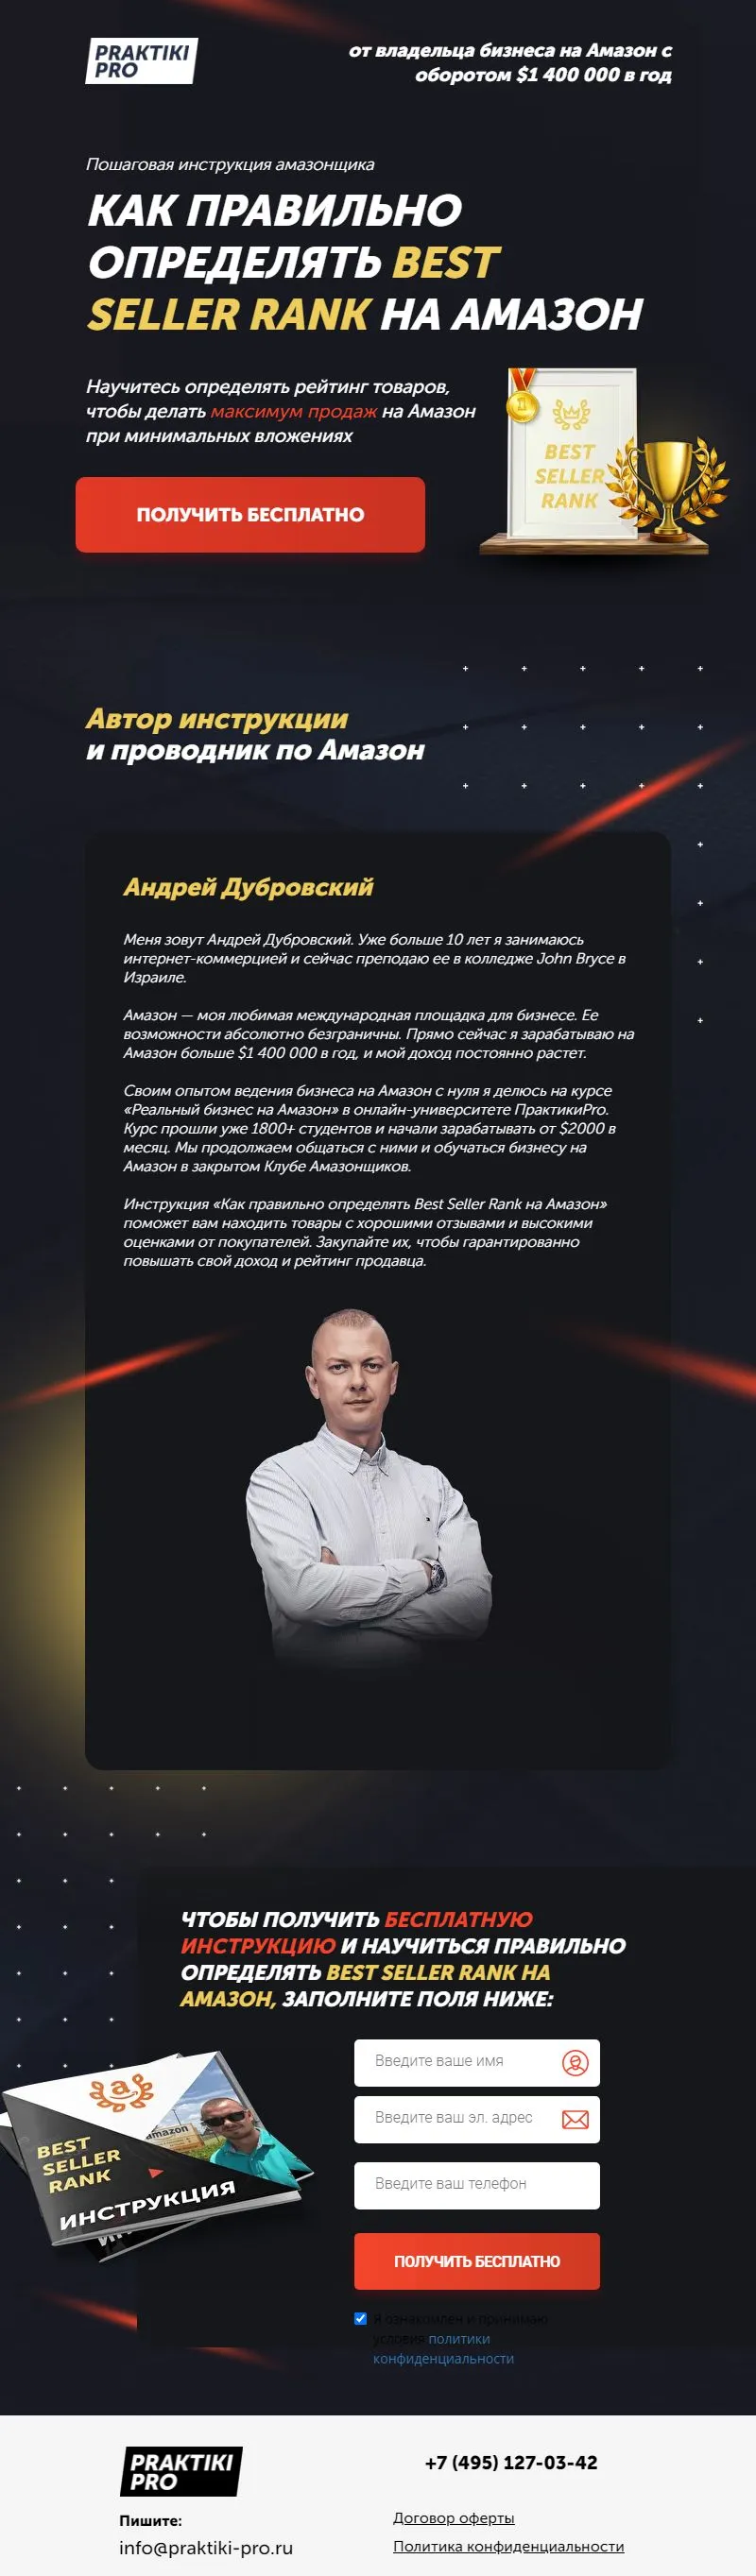 PRAKTIKI
PRO
от владельца бизнеса на Амазон с
оборотом $1 400 000 в год
Пошаговая инструкция амазонщика
КАК ПРАВИЛЬНО
ОПРЕДЕЛЯТЬ BEST
SELLER RANK НА АМАЗОН
Научитесь определять рейтинг товаров,
чтобы делать максимум продаж на Амазон
при минимальных вложениях
ПОЛУЧИТЬ БЕСПЛАТНО
1
BEST
SELLER
RANK
Автор инструкции
и проводник по Амазон
Андрей Дубровский
Меня зовут Андрей Дубровский. Уже больше 10 лет я занимаюсь
интернет-коммерцией и сейчас преподаю ее в колледже John Bryce в
Израиле.
Амазон — моя любимая международная площадка для бизнесе. Ее
возможности абсолютно безграничны. Прямо сейчас я зарабатываю на
Амазон больше $1 400 000 в год, и мой доход постоянно растет.
Своим опытом ведения бизнеса на Амазон с нуля я делюсь на курсе
«Реальный бизнес на Амазон» в онлайн-университете ПрактикиPro.
Курс прошли уже 1800+ студентов и начали зарабатывать от $2000 в
месяц. Мы продолжаем общаться с ними и обучаться бизнесу на
Амазон в закрытом Клубе Амазонщиков.
Инструкция «Как правильно определять Best Seller Rank на Амазон»
поможет вам находить товары с хорошими отзывами и высокими
оценками от покупателей. Закупайте их, чтобы гарантированно
повышать свой доход и рейтинг продавца.
ЧТОБЫ ПОЛУЧИТЬ БЕСПЛАТНУЮ
ИНСТРУКЦИЮ И НАУЧИТЬСЯ ПРАВИЛЬНО
ОПРЕДЕЛЯТЬ BEST SELLER RANK НА
АМАЗОН, ЗАПОЛНИТЕ ПОЛЯ НИЖЕ:
a
amazon
BEST
SELLER
RANK
ИНСТРУКЦИЯ
Введите ваше имя
Введите ваш эл. адрес
Введите ваш телефон
ПОЛУЧИТЬ БЕСПЛАТНО
Я ознакомлен и принимаю
условия политики
конфиденциальности
PRAKTIKI
PRO
+7 (495) 127-03-42
Пишите:
info@praktiki-pro.ru
Договор оферты
Политика конфиденциальности